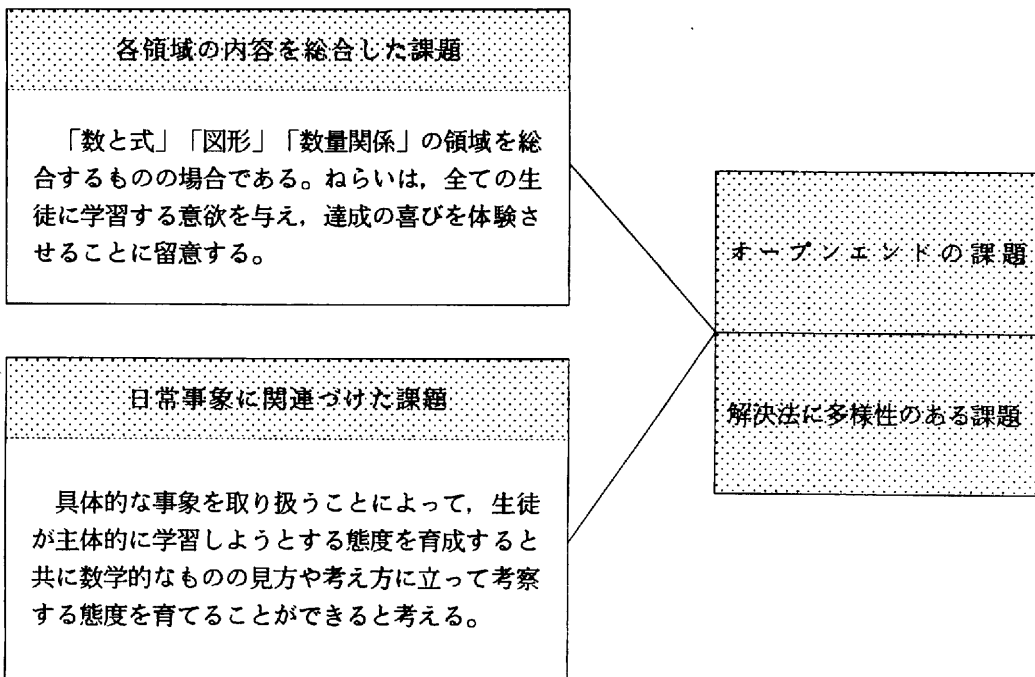 各領域の内容を総合した課題
「数と式」「図形」「数量関係」の領域を総
合するものの場合である。ねらいは，全ての生
徒に学習する意欲を与え，達成の喜びを体験さ
せることに留意する。
日常事象に関連づけた課題
具体的な事象を取り扱うことによって，生徒
が主体的に学習しようとする態度を育成すると
共に数学的なものの見方や考え方に立って考察
する態度を育てることができると考える。
オープンエンドの課題
解決法に多様性のある課題